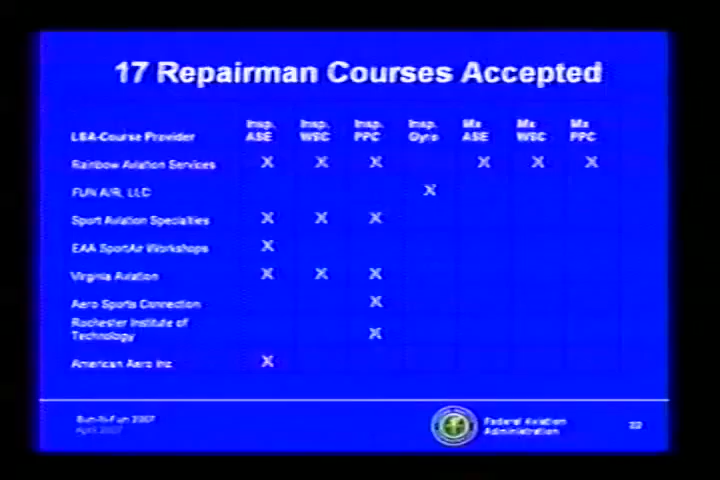 17 Repairman Courses Accepted
LSA-Course Provider Insp. ASE Insp. WSC Insp. PPC Insp. Gyro Mx ASE Mx WSC Mx PPC
Rainbow Aviation Services X X X X X X
FUN AIR, LLC X
Sport Aviation Specialties X X X
EAA SportAir Workshops X
Virginia Aviation X X X
Aero Sports Connection X
Rochester Institute of
Technology X
American Aero Inc X
Sun-N-Fun 2007
April 2007
Federal Aviation
Administration